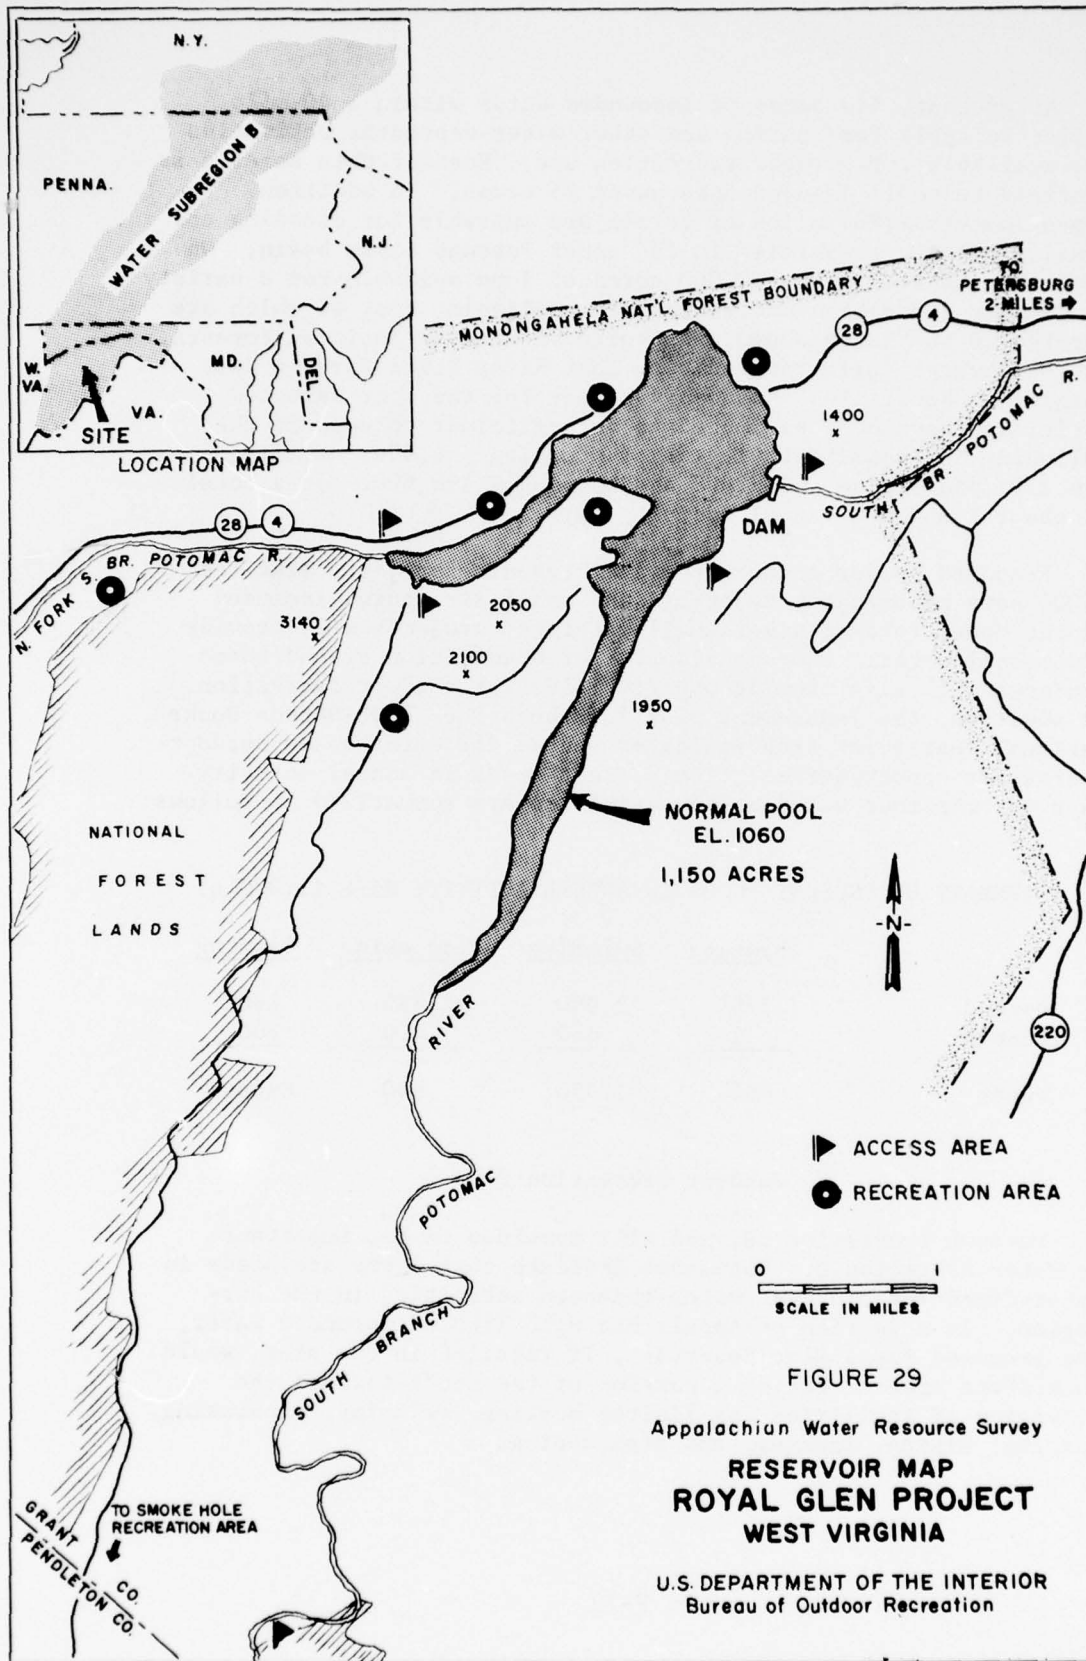 N.Y.
PENNA.
WATER SUBREGION B
N.J.
W. VA.
MD.
DEL.
VA.
SITE
LOCATION MAP
MONONGAHELA NAT'L FOREST BOUNDARY
TO
PETERSBURG
2 MILES
28
4
1400
SOUTH BR. POTOMAC R.
DAM
28
4
N. FORK S. BR. POTOMAC R.
3140
2050
2100
1950
NORMAL POOL
EL. 1060
1,150 ACRES
NATIONAL
FOREST
LANDS
-N-
220
SOUTH BRANCH POTOMAC RIVER
ACCESS AREA
RECREATION AREA
0 1
SCALE IN MILES
TO SMOKE HOLE
RECREATION AREA
GRANT CO.
PENDLETON CO.
FIGURE 29
Appalachian Water Resource Survey
RESERVOIR MAP
ROYAL GLEN PROJECT
WEST VIRGINIA
U.S. DEPARTMENT OF THE INTERIOR
Bureau of Outdoor Recreation